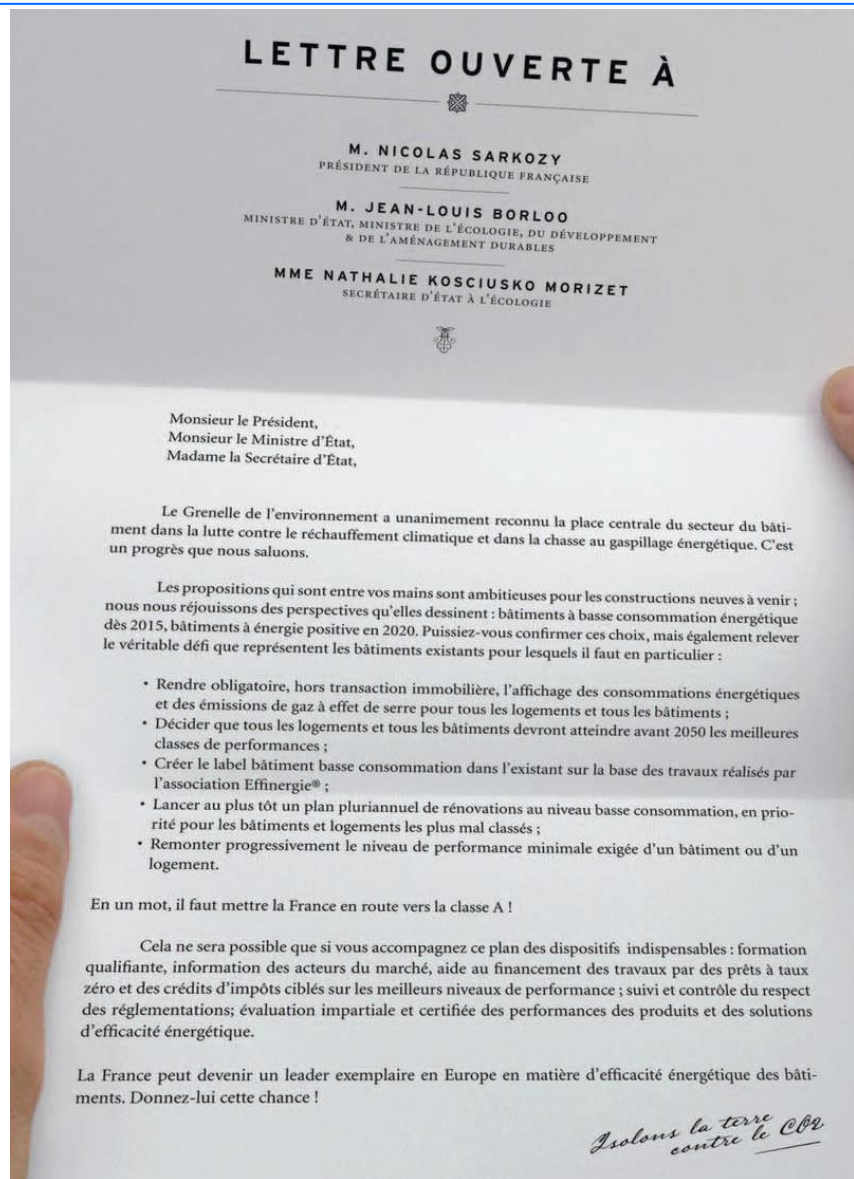 LETTRE OUVERTE À
M. NICOLAS SARKOZY
PRÉSIDENT DE LA RÉPUBLIQUE FRANÇAISE
M. JEAN-LOUIS BORLOO
MINISTRE D'ÉTAT, MINISTRE DE L'ÉCOLOGIE, DU DÉVELOPPEMENT
& DE L'AMÉNAGEMENT DURABLES
MME NATHALIE KOSCIUSKO MORIZET
SECRÉTAIRE D'ÉTAT À L'ÉCOLOGIE
Monsieur le Président,
Monsieur le Ministre d'État,
Madame la Secrétaire d'État,
Le Grenelle de l'environnement a unanimement reconnu la place centrale du secteur du bâti-
ment dans la lutte contre le réchauffement climatique et dans la chasse au gaspillage énergétique. C'est
un progrès que nous saluons.
Les propositions qui sont entre vos mains sont ambitieuses pour les constructions neuves à venir ;
nous nous réjouissons des perspectives qu'elles dessinent : bâtiments à basse consommation énergétique
dès 2015, bâtiments à énergie positive en 2020. Puissiez-vous confirmer ces choix, mais également relever
le véritable défi que représentent les bâtiments existants pour lesquels il faut en particulier :
• Rendre obligatoire, hors transaction immobilière, l'affichage des consommations énergétiques
et des émissions de gaz à effet de serre pour tous les logements et tous les bâtiments ;
• Décider que tous les logements et tous les bâtiments devront atteindre avant 2050 les meilleures
classes de performances ;
• Créer le label bâtiment basse consommation dans l'existant sur la base des travaux réalisés par
l'association Effinergie® ;
• Lancer au plus tôt un plan pluriannuel de rénovations au niveau basse consommation, en prio-
rité pour les bâtiments et logements les plus mal classés ;
• Remonter progressivement le niveau de performance minimale exigée d'un bâtiment ou d'un
logement.
En un mot, il faut mettre la France en route vers la classe A !
Cela ne sera possible que si vous accompagnez ce plan des dispositifs indispensables : formation
qualifiante, information des acteurs du marché, aide au financement des travaux par des prêts à taux
zéro et des crédits d'impôts ciblés sur les meilleurs niveaux de performance ; suivi et contrôle du respect
des réglementations; évaluation impartiale et certifiée des performances des produits et des solutions
d'efficacité énergétique.
La France peut devenir un leader exemplaire en Europe en matière d'efficacité énergétique des bâti-
ments. Donnez-lui cette chance !
Isolons la terre
contre le CO2